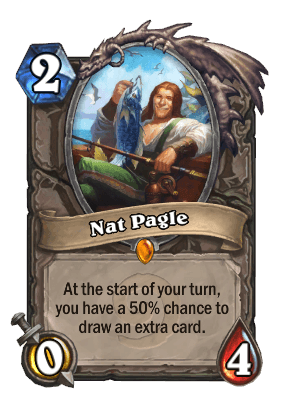 2
Nat Pagle
At the start of your turn,
you have a 50% chance to
draw an extra card.
0
4